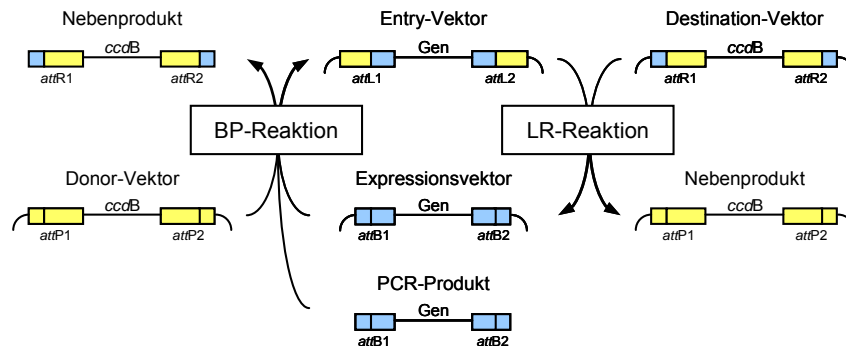 Nebenprodukt
ccdB
attR1
attR2
Entry-Vektor
Gen
attL1
attL2
Destination-Vektor
ccdB
attR1
attR2
BP-Reaktion
LR-Reaktion
Donor-Vektor
ccdB
attP1
attP2
Expressionsvektor
Gen
attB1
attB2
Nebenprodukt
ccdB
attP1
attP2
PCR-Produkt
Gen
attB1
attB2